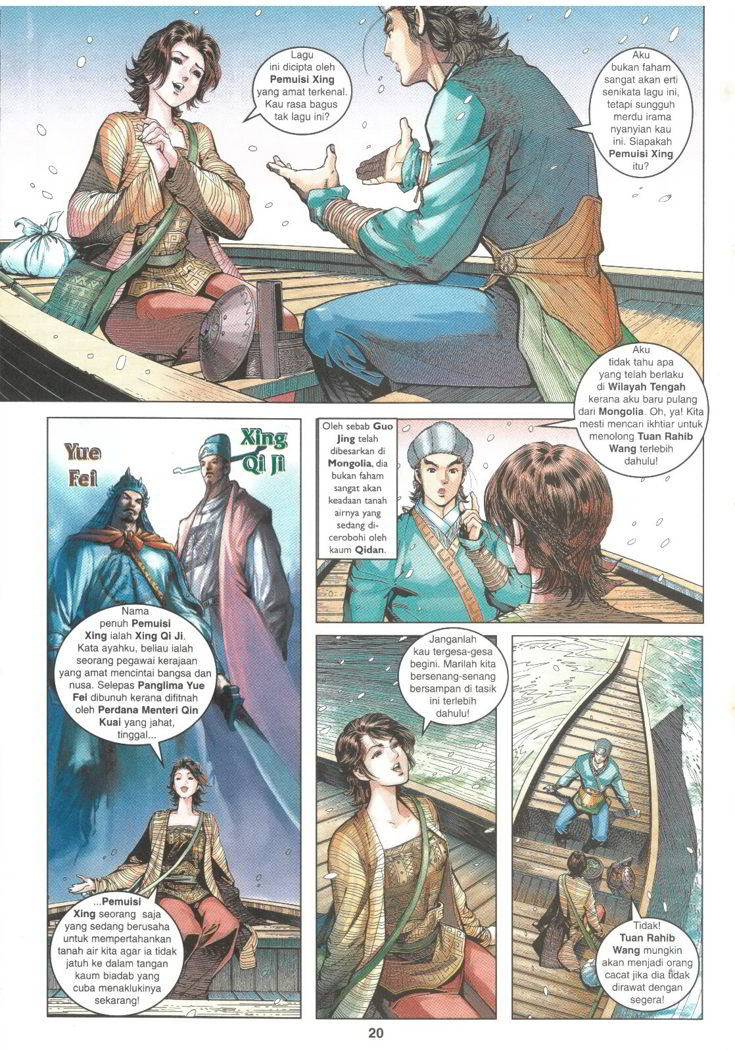 Lagu
ini dicipta oleh
Pemuisi Xing
yang amat terkenal.
Kau rasa bagus
tak lagu ini?
Aku
bukan faham
sangat akan erti
senikata lagu ini,
tetapi sungguh
merdu irama
nyanyian kau
ini. Siapakah
Pemuisi Xing
itu?
Yue
Fei
Xing
Qi Ji
Nama
penuh Pemuisi
Xing ialah Xing Qi Ji.
Kata ayahku, beliau ialah
seorang pegawai kerajaan
yang amat mencintai bangsa dan
nusa. Selepas Panglima Yue
Fei dibunuh kerana difitnah
oleh Perdana Menteri Qin
Kuai yang jahat,
tinggal...
...Pemuisi
Xing seorang saja
yang sedang berusaha
untuk mempertahankan
tanah air kita agar ia tidak
jatuh ke dalam tangan
kaum biadab yang
cuba menaklukinya
sekarang!
Oleh sebab Guo
Jing telah
dibesarkan di
Mongolia, dia
bukan faham
sangat akan
keadaan tanah
airnya yang
sedang di-
cerobohi oleh
kaum Qidan.
Aku
tidak tahu apa
yang telah berlaku
di Wilayah Tengah
kerana aku baru pulang
dari Mongolia. Oh, ya! Kita
mesti mencari ikhtiar untuk
menolong Tuan Rahib
Wang terlebih
dahulu!
Janganlah
kau tergesa-gesa
begini. Marilah kita
bersenang-senang
bersampan di tasik
ini terlebih
dahulu!
Tidak!
Tuan Rahib
Wang mungkin
akan menjadi orang
cacat jika dia tidak
dirawat dengan
segera!
20